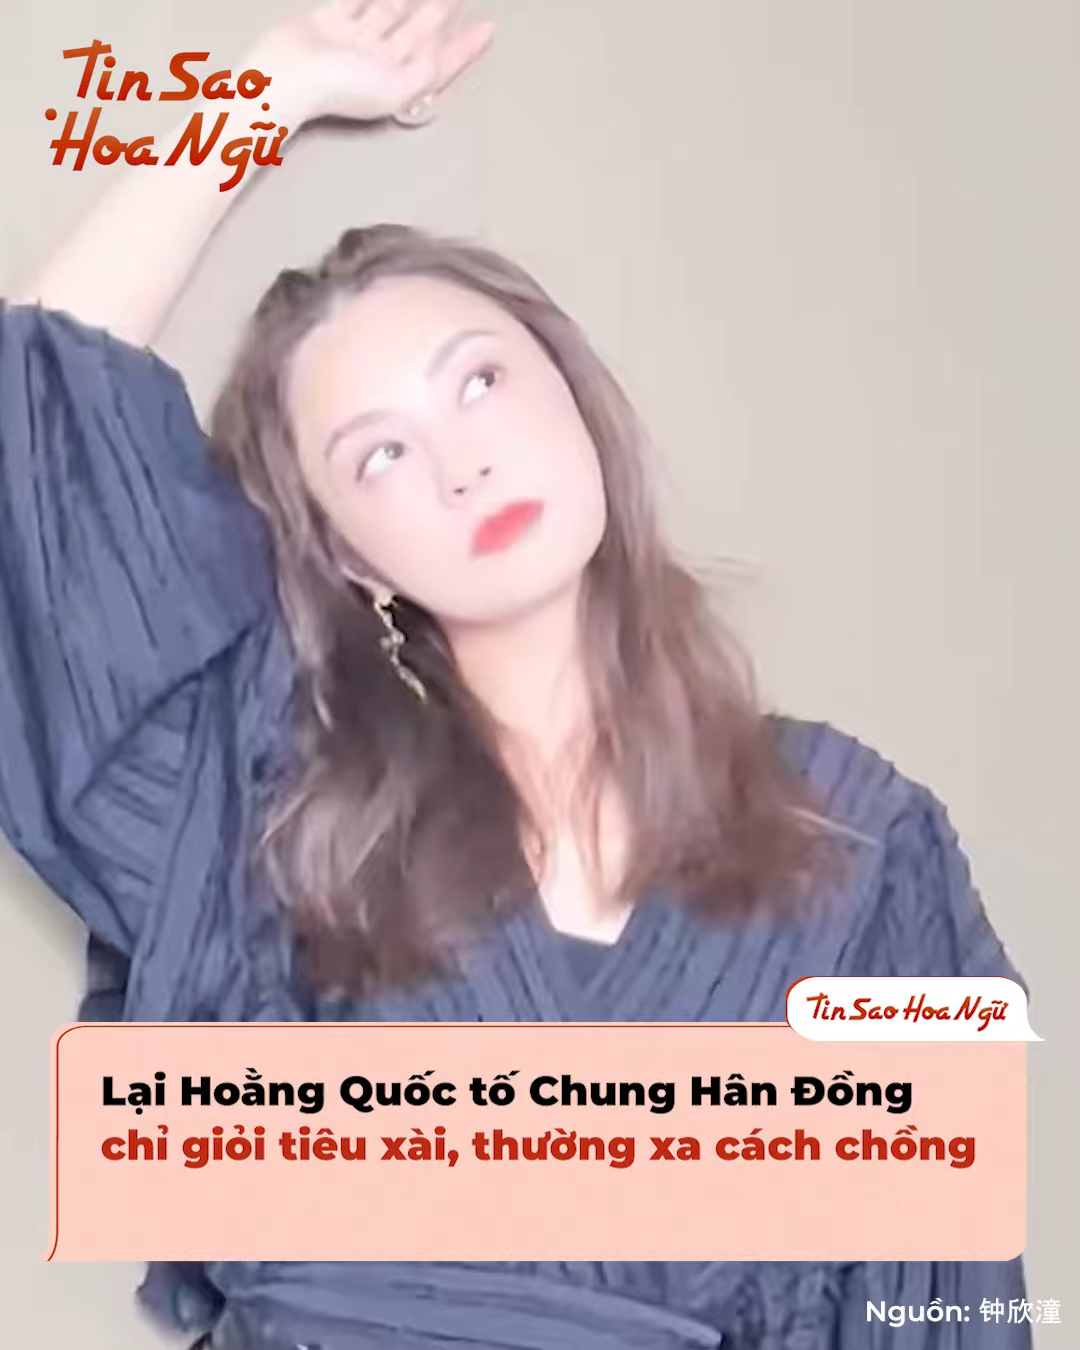 Tin Sao
Hoa Ngữ
Tin Sao Hoa Ngữ
Lại Hoằng Quốc tố Chung Hân Đồng
chỉ giỏi tiêu xài, thường xa cách chồng
Nguồn: 钟欣潼